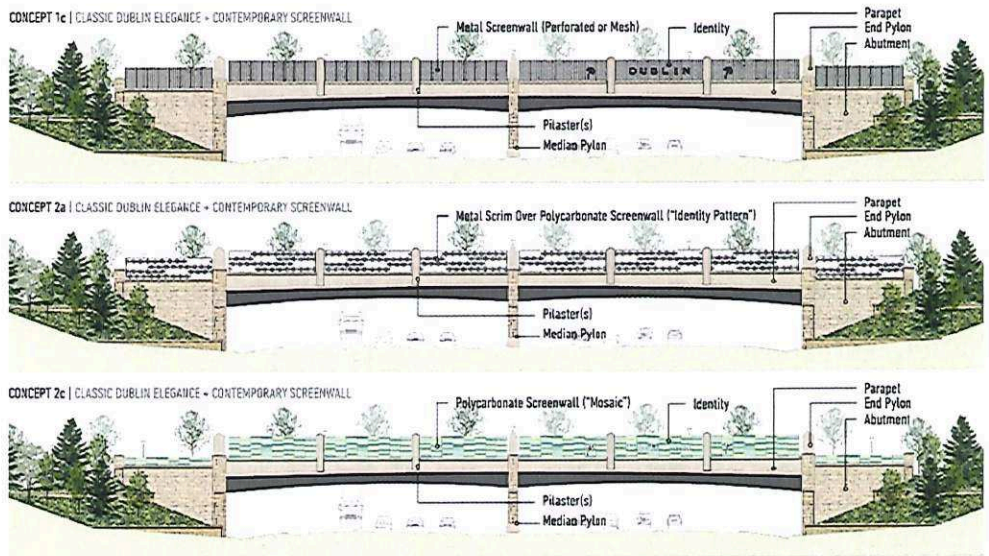 CONCEPT 1c | CLASSIC DUBLIN ELEGANCE + CONTEMPORARY SCREENWALL
Metal Screenwall (Perforated or Mesh)
Identity
Parapet
End Pylon
Abutment
DUBLIN
Pilaster(s)
Median Pylon
CONCEPT 2a | CLASSIC DUBLIN ELEGANCE + CONTEMPORARY SCREENWALL
Metal Scrim Over Polycarbonate Screenwall ("Identity Pattern")
Parapet
End Pylon
Abutment
Pilaster(s)
Median Pylon
CONCEPT 2c | CLASSIC DUBLIN ELEGANCE + CONTEMPORARY SCREENWALL
Polycarbonate Screenwall ("Mosaic")
Identity
Parapet
End Pylon
Abutment
Pilaster(s)
Median Pylon